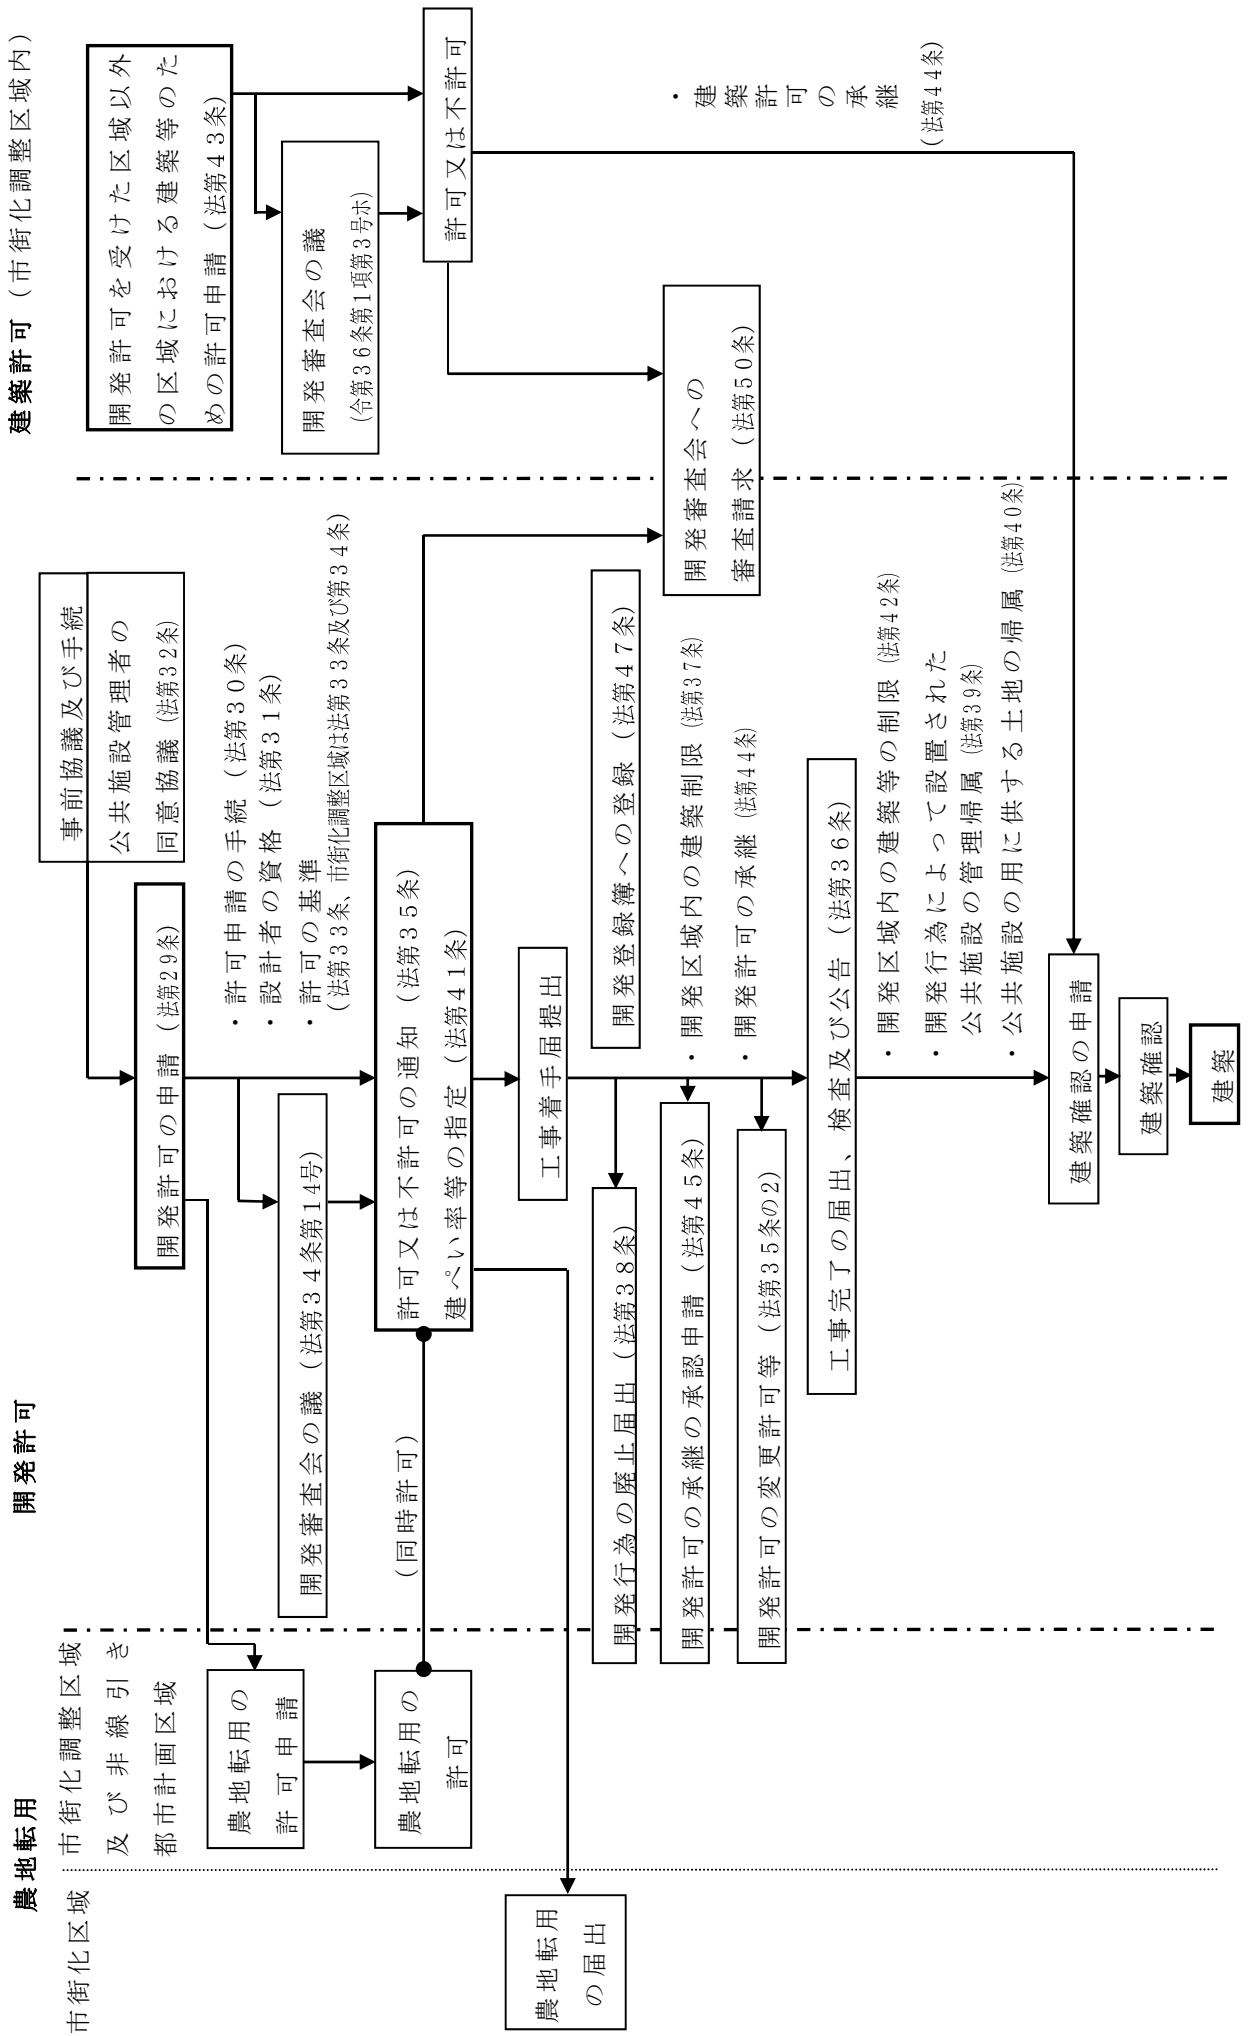 農地転用
市街化区域
市街化調整区域
及び非線引き
都市計画区域
開発許可
建築許可（市街化調整区域内）
農地転用
の届出
農地転用の
許可申請
農地転用の
許可
（同時許可）
事前協議及び手続
公共施設管理者の
同意協議（法第32条）
開発許可の申請（法第29条）
・許可申請の手続（法第30条）
・設計者の資格（法第31条）
・許可の基準
（法第33条、市街化調整区域は法第33条及び第34条）
開発審査会の議（法第34条第14号）
許可又は不許可の通知（法第35条）
建ぺい率等の指定（法第41条）
工事着手届提出
開発登録簿への登録（法第47条）
・開発区域内の建築制限（法第37条）
・開発許可の承継（法第44条）
開発行為の廃止届出（法第38条）
開発許可の承継の承認申請（法第45条）
開発許可の変更許可等（法第35条の2）
工事完了の届出、検査及び公告（法第36条）
・開発区域内の建築等の制限（法第42条）
・開発行為によって設置された
公共施設の管理帰属（法第39条）
・公共施設の用に供する土地の帰属（法第40条）
建築確認の申請
建築確認
建築
開発許可を受けた区域以外
の区域における建築等のた
めの許可申請（法第43条）
開発審査会の議
（令第36条第1項第3号ホ）
許可又は不許可
開発審査会への
審査請求（法第50条）
・建築許可の承継
（法第44条）